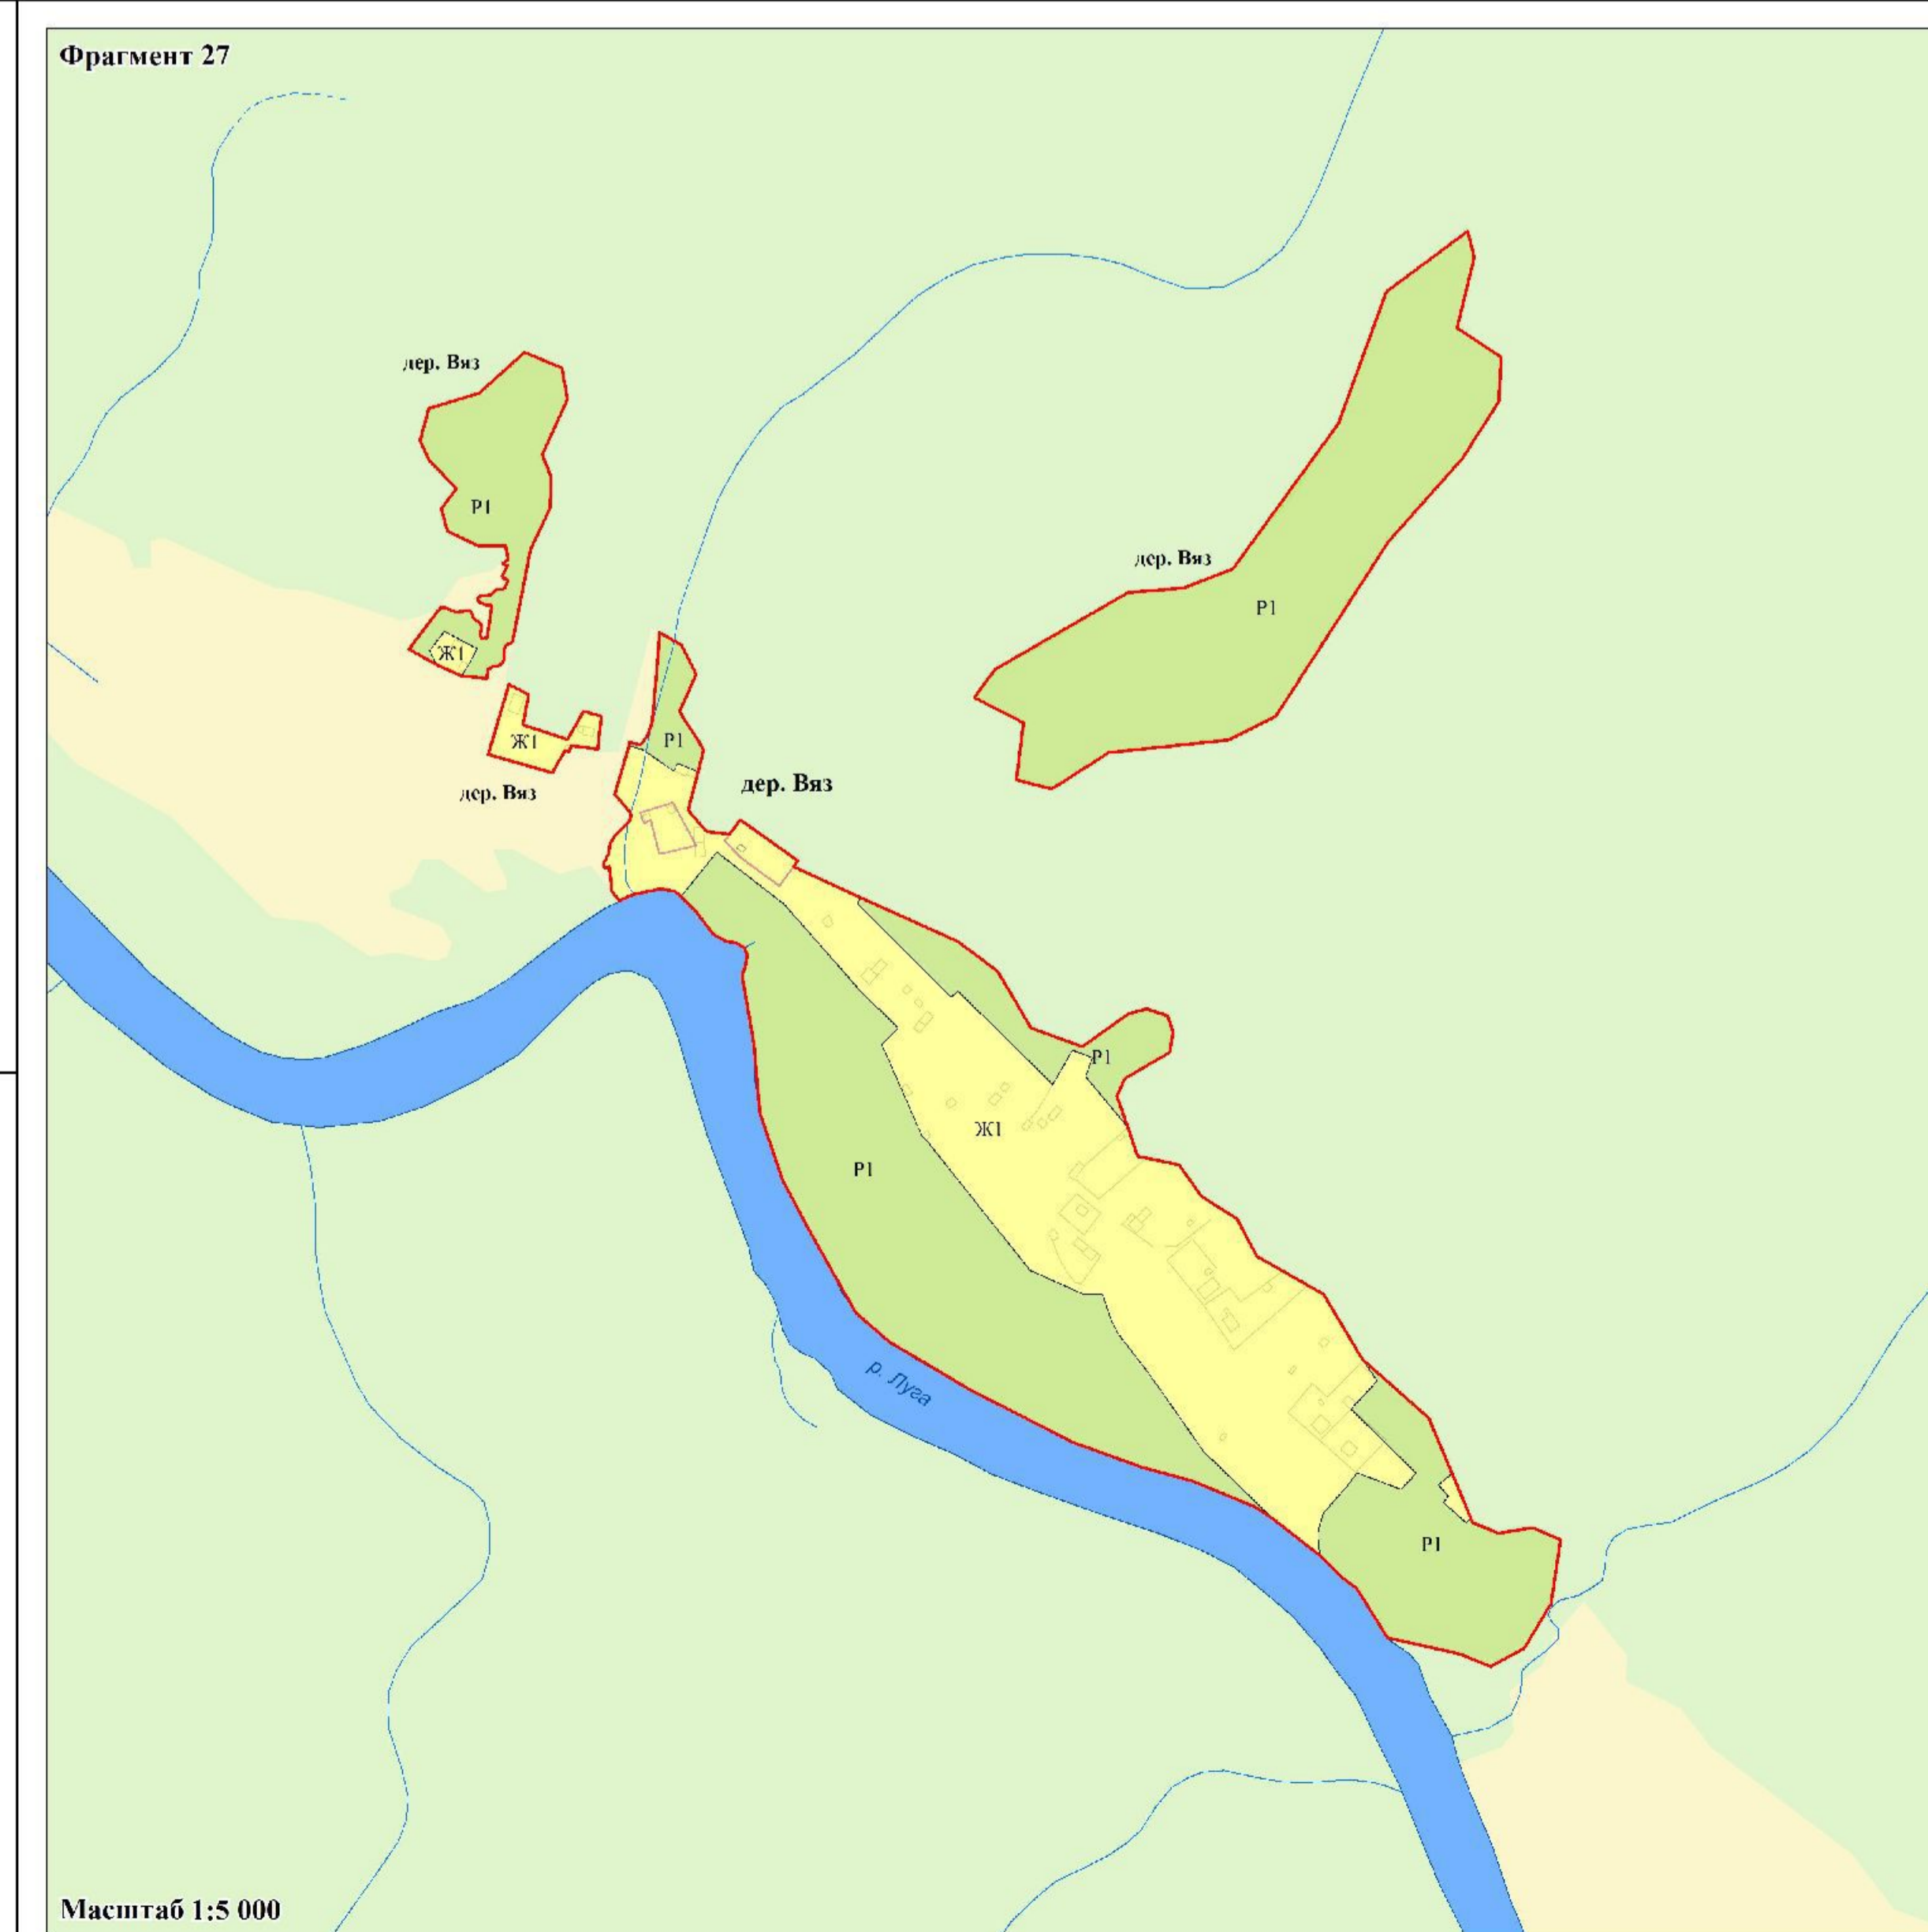 Фрагмент 27
дер. Вяз
Р1
дер. Вяз
Р1
Ж1
Ж1
Р1
дер. Вяз
дер. Вяз
Р1
Ж1
Р1
р. Луга
Р1
Масштаб 1:5 000